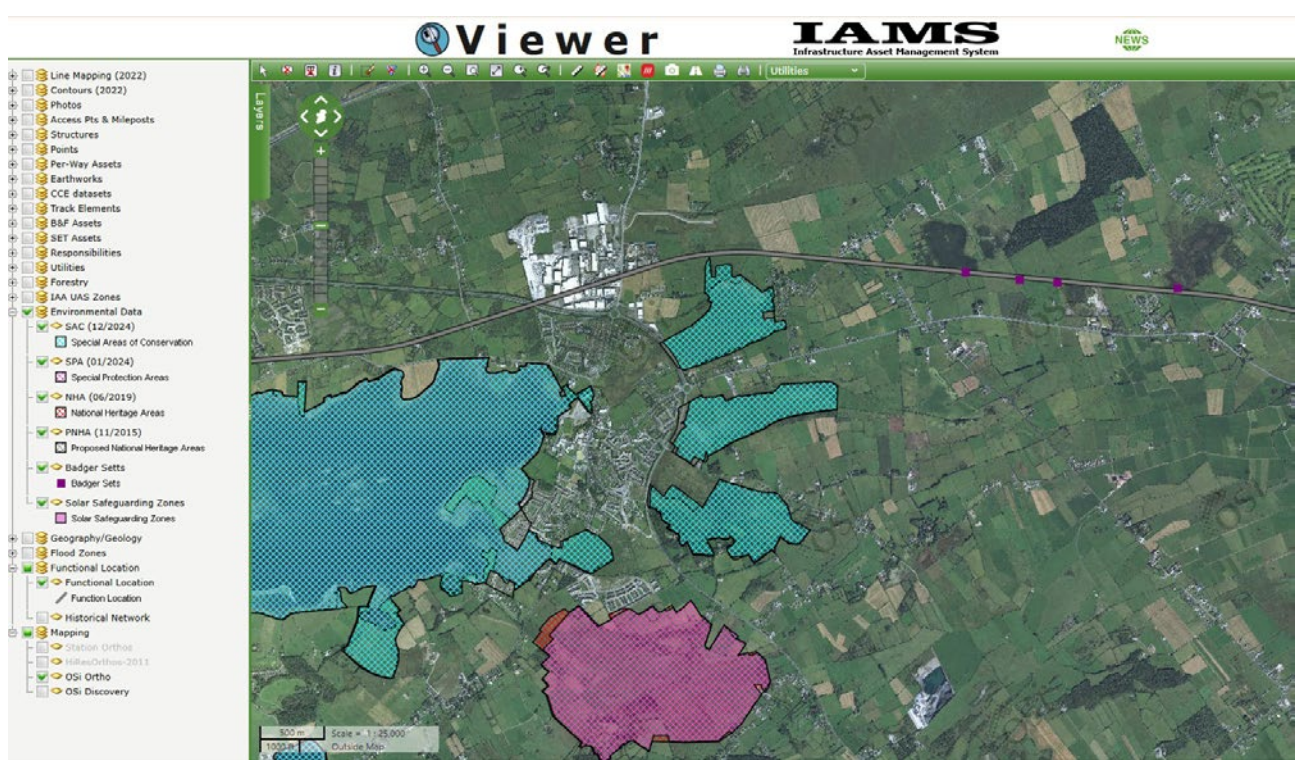 Viewer
IAMS
Infrastructure Asset Management System
NEWS
Utilities
Layers
Line Mapping (2022)
Contours (2022)
Photos
Access Pts & Mileposts
Structures
Points
Per-Way Assets
Earthworks
CCE datasets
Track Elements
B&F Assets
SET Assets
Responsibilities
Utilities
Forestry
IAA UAS Zones
Environmental Data
SAC (12/2024)
Special Areas of Conservation
SPA (01/2024)
Special Protection Areas
NHA (06/2019)
National Heritage Areas
PNHA (11/2015)
Proposed National Heritage Areas
Badger Setts
Badger Sets
Solar Safeguarding Zones
Solar Safeguarding Zones
Geography/Geology
Flood Zones
Functional Location
Functional Location
Function Location
Historical Network
Mapping
Station Orthos
HiResOrthos-2011
OSi Ortho
OSi Discovery
OSi
OSi
OSi
500 m
1000 ft
Scale = 1 : 25,000
Outside Map